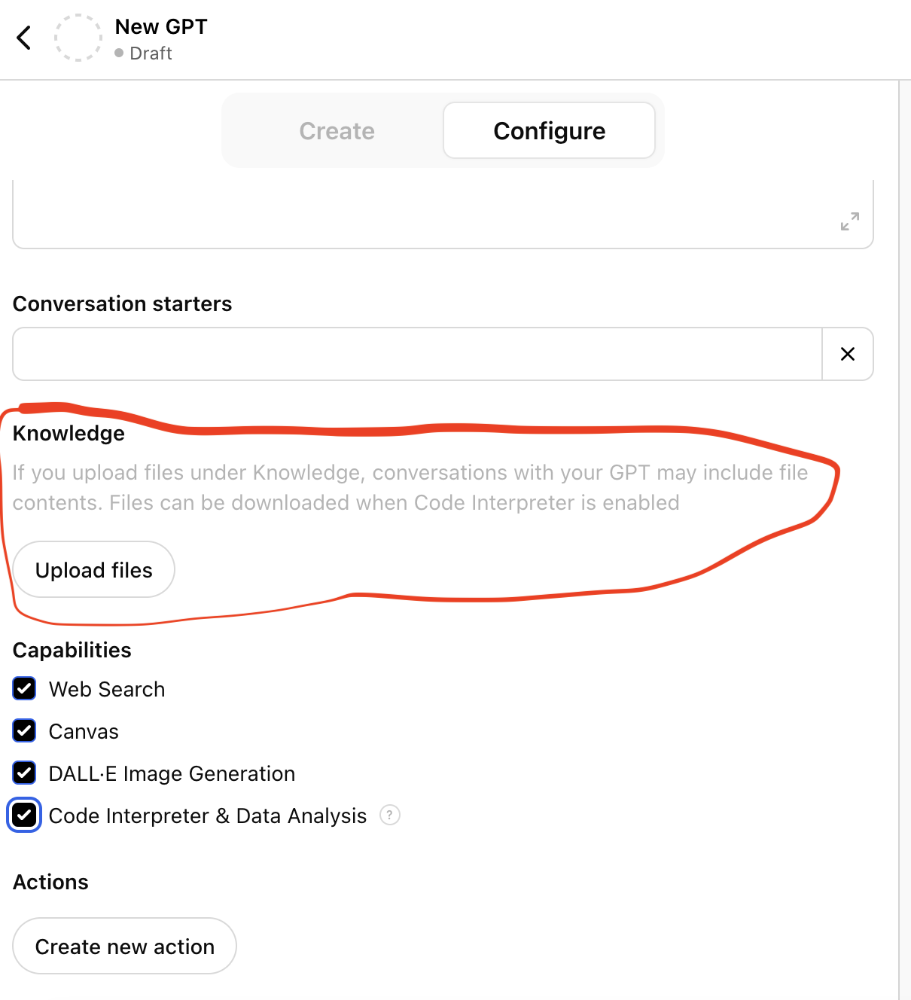 New GPT
Draft
Create
Configure
Conversation starters
Knowledge
If you upload files under Knowledge, conversations with your GPT may include file
contents. Files can be downloaded when Code Interpreter is enabled
Upload files
Capabilities
Web Search
Canvas
DALL·E Image Generation
Code Interpreter & Data Analysis ?
Actions
Create new action